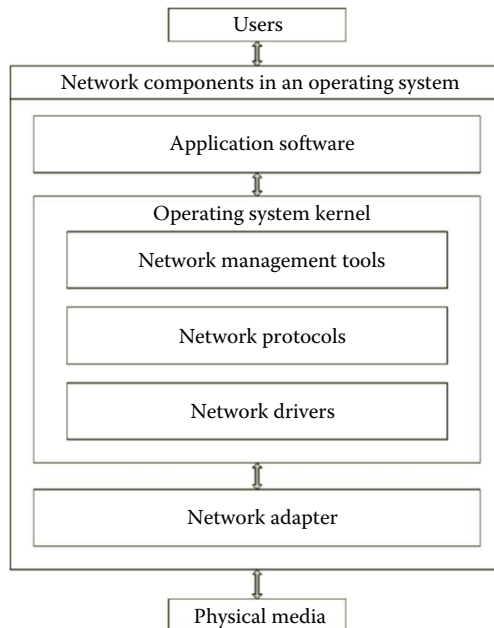 Users
Network components in an operating system
Application software
Operating system kernel
Network management tools
Network protocols
Network drivers
Network adapter
Physical media